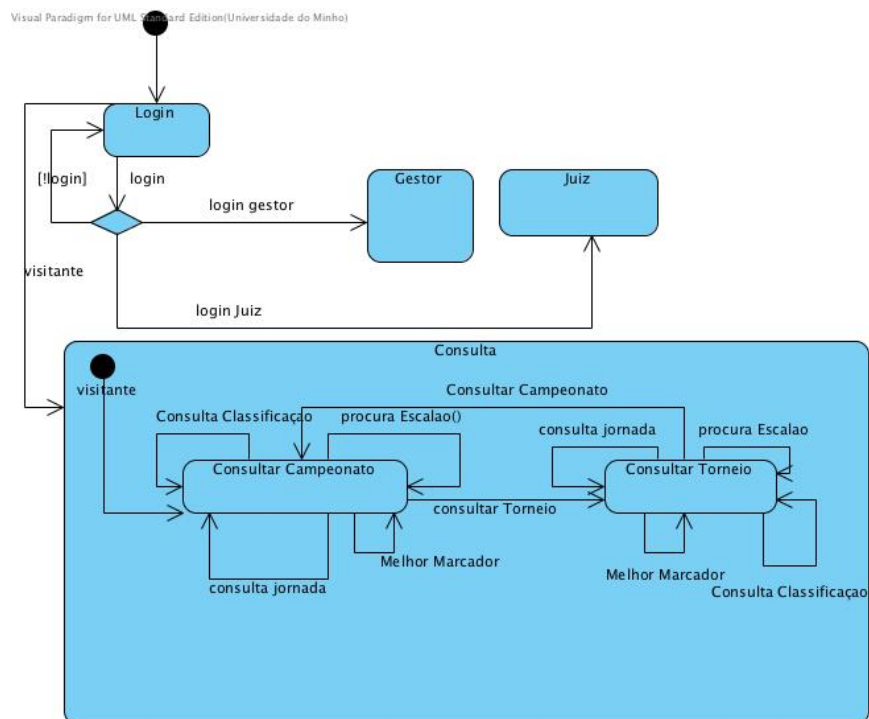 Visual Paradigm for UML Standard Edition(Universidade do Minho)
Login
[!login]
login
Gestor
Juiz
login gestor
visitante
login Juiz
Consulta
visitante
Consultar Campeonato
Consulta Classificaçao
procura Escalao()
consulta jornada
procura Escalao
Consultar Campeonato
Consultar Torneio
consultar Torneio
Melhor Marcador
consulta jornada
Melhor Marcador
Consulta Classificaçao